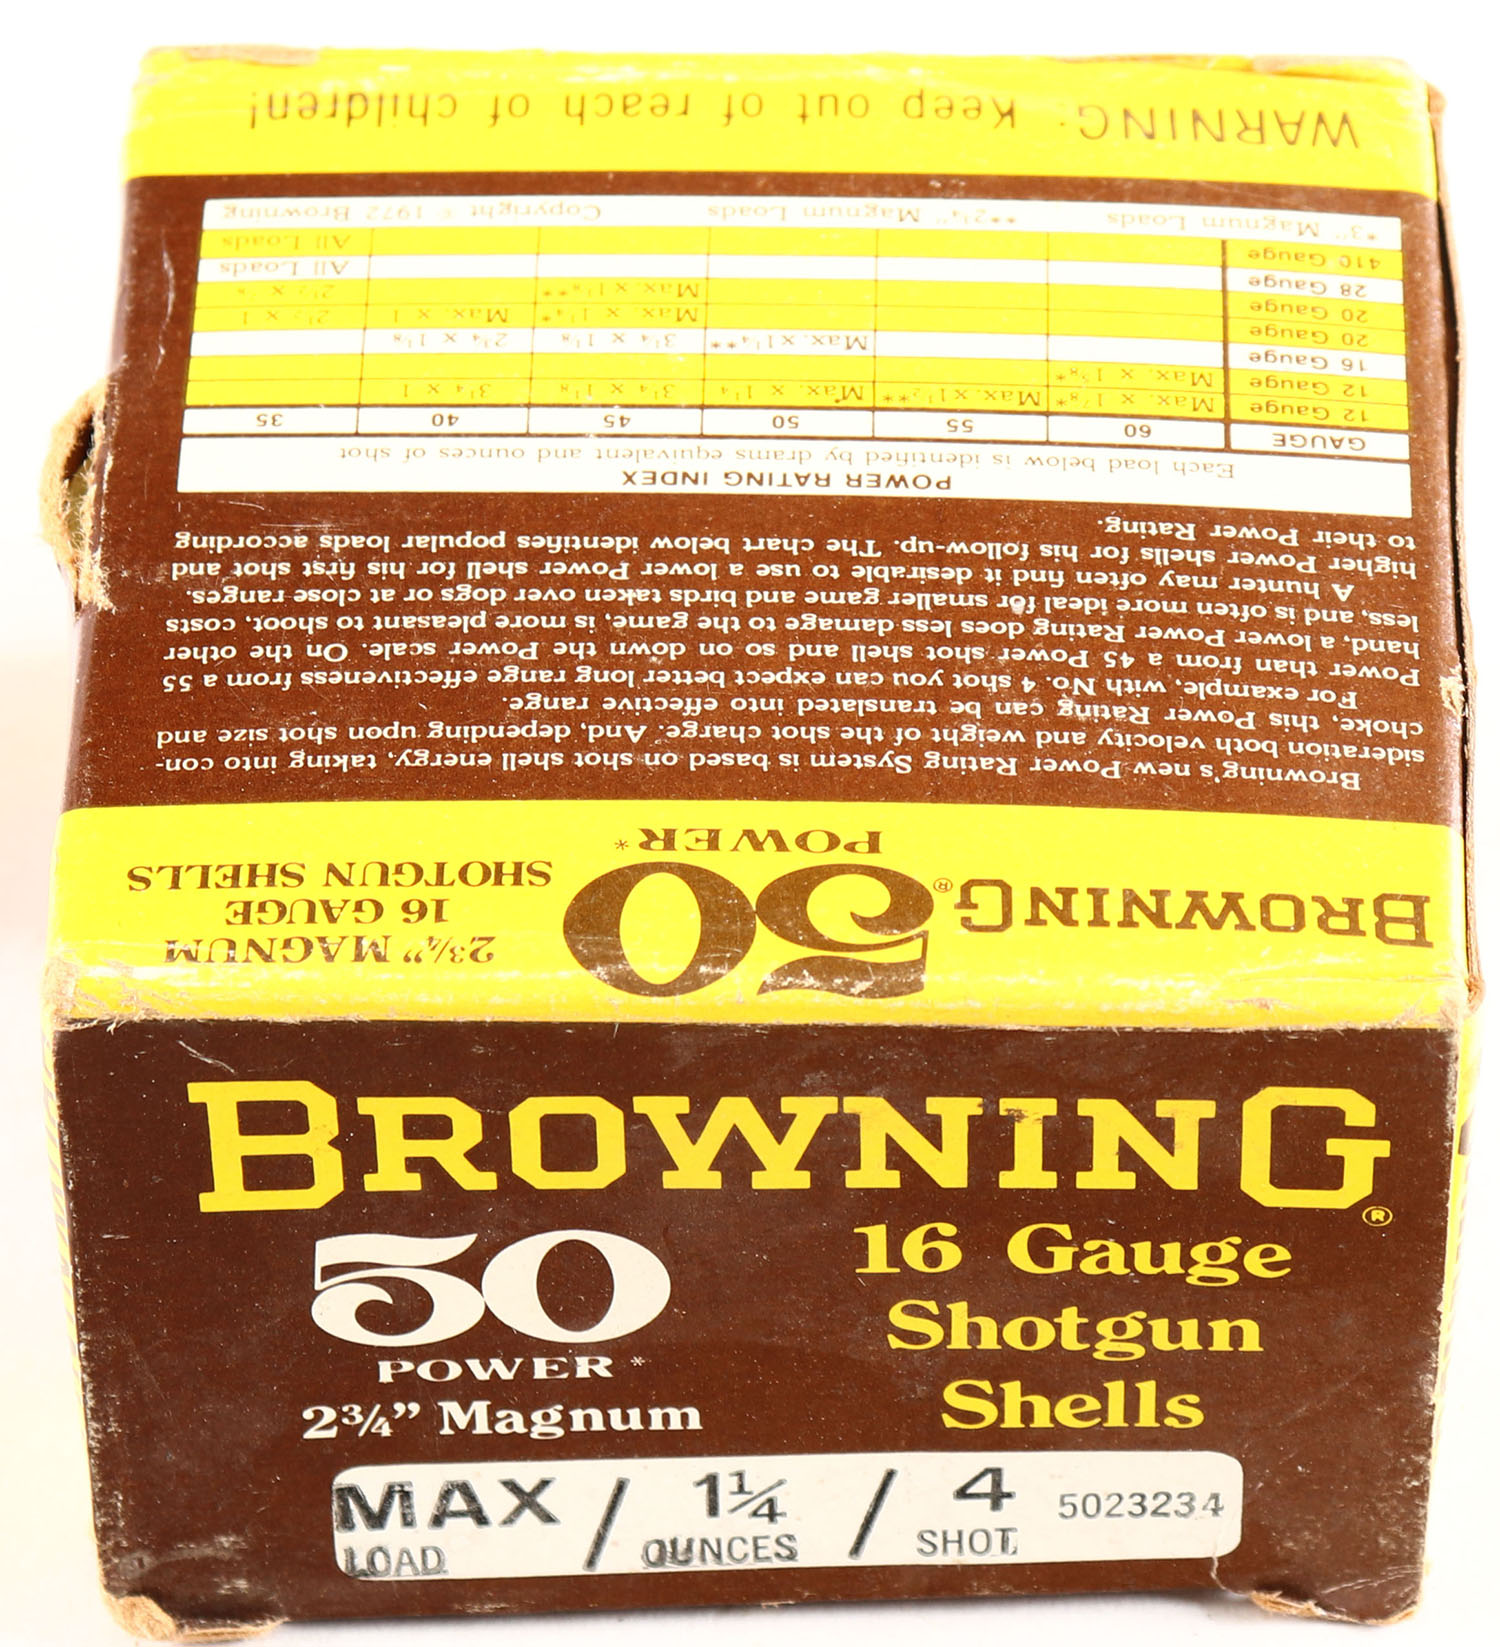 BROWNING®
50
POWER*
2¾" MAGNUM
16 GAUGE
SHOTGUN SHELLS
Browning's new Power Rating System is based on shot shell energy, taking into con-
sideration both velocity and weight of the shot charge. And, depending upon shot size and
choke, this Power Rating can be translated into effective range.
For example, with No. 4 shot you can expect better long range effectiveness from a 55
Power than from a 45 Power shot shell and so on down the Power scale. On the other
hand, a lower Power Rating does less damage to the game, is more pleasant to shoot, costs
less, and is often more ideal for smaller game and birds taken over dogs or at close ranges.
A hunter may often find it desirable to use a lower Power shell for his first shot and
higher Power shells for his follow-up. The chart below identifies popular loads according
to their Power Rating.
POWER RATING INDEX
Each load below is identified by drams equivalent and ounces of shot
GAUGE 60 55 50 45 40 35
12 Gauge Max. x 1⅞* Max.x1½** Max. x 1¼ 3¼ x 1⅛ 3¼ x 1
12 Gauge Max. x 1⅝*
16 Gauge Max.x1¼** 3¼ x 1⅛ 2¾ x 1⅛
20 Gauge Max. x 1¼* Max. x 1 2½ x 1
20 Gauge Max.x1⅛** 2½ x ⅞
28 Gauge All Loads
410 Gauge All Loads
*3" Magnum Loads **2¾" Magnum Loads Copyright © 1972 Browning
WARNING: Keep out of reach of children!
BROWNING®
50
POWER*
2¾" Magnum
16 Gauge
Shotgun
Shells
MAX / 1¼ / 4 5023234
LOAD OUNCES SHOT